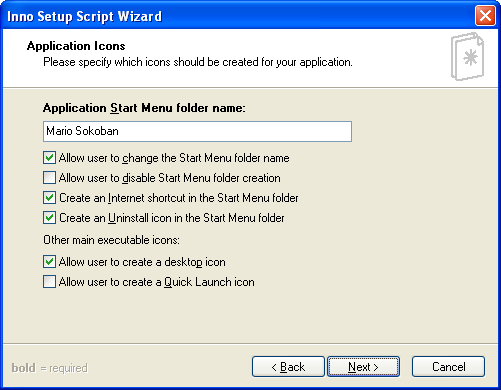 Inno Setup Script Wizard
Application Icons
Please specify which icons should be created for your application.
Application Start Menu folder name:
Mario Sokoban
Allow user to change the Start Menu folder name
Allow user to disable Start Menu folder creation
Create an Internet shortcut in the Start Menu folder
Create an Uninstall icon in the Start Menu folder
Other main executable icons:
Allow user to create a desktop icon
Allow user to create a Quick Launch icon
bold = required
< Back
Next >
Cancel